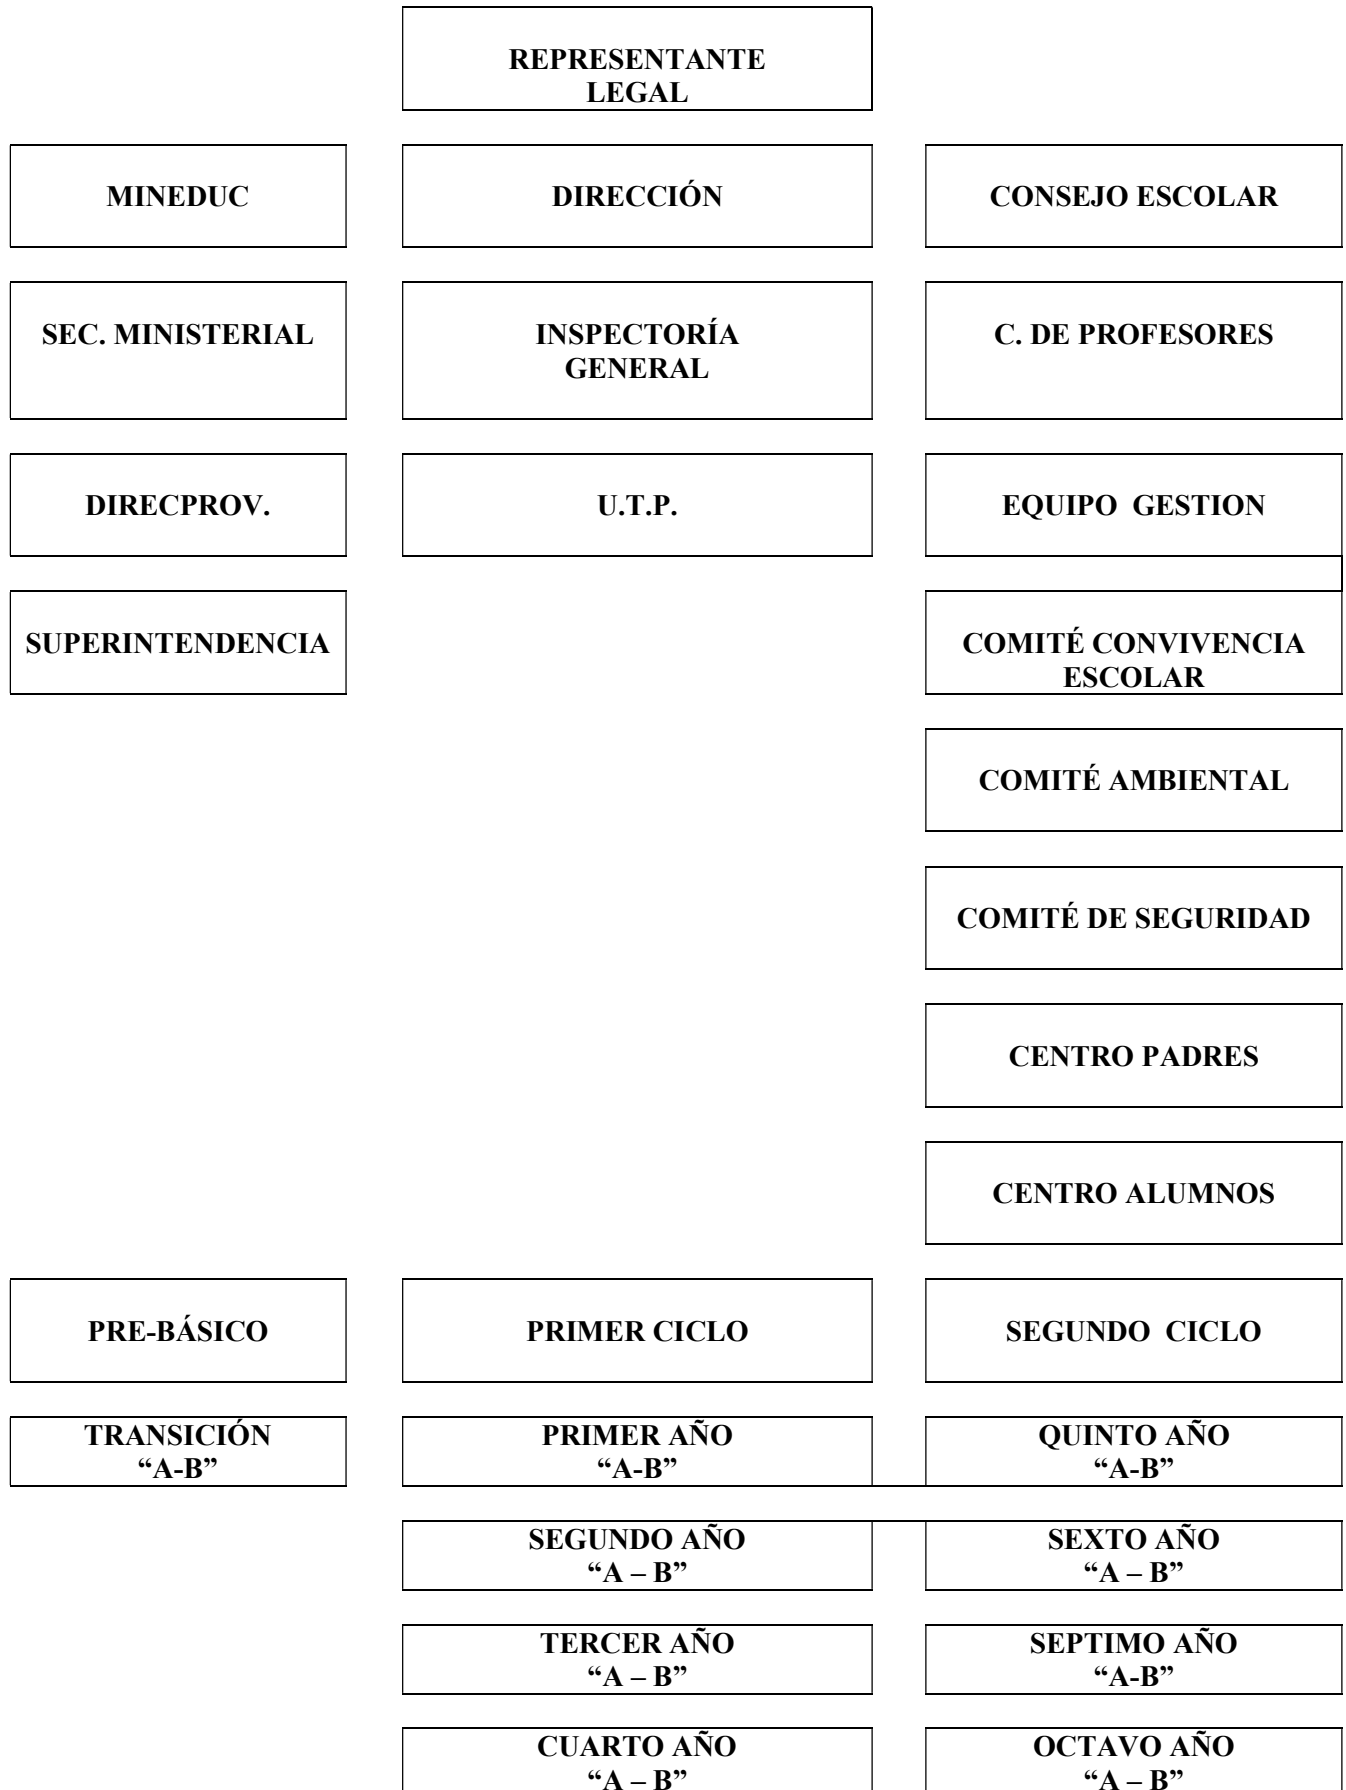 REPRESENTANTE
LEGAL
MINEDUC
DIRECCIÓN
CONSEJO ESCOLAR
SEC. MINISTERIAL
INSPECTORÍA
GENERAL
C. DE PROFESORES
DIRECPROV.
U.T.P.
EQUIPO  GESTION
SUPERINTENDENCIA
COMITÉ CONVIVENCIA
ESCOLAR
COMITÉ AMBIENTAL
COMITÉ DE SEGURIDAD
CENTRO PADRES
CENTRO ALUMNOS
PRE-BÁSICO
PRIMER CICLO
SEGUNDO  CICLO
TRANSICIÓN
“A-B”
PRIMER AÑO
“A-B”
QUINTO AÑO
“A-B”
SEGUNDO AÑO
“A – B”
SEXTO AÑO
“A – B”
TERCER AÑO
“A – B”
SEPTIMO AÑO
“A-B”
CUARTO AÑO
“A – B”
OCTAVO AÑO
“A – B”